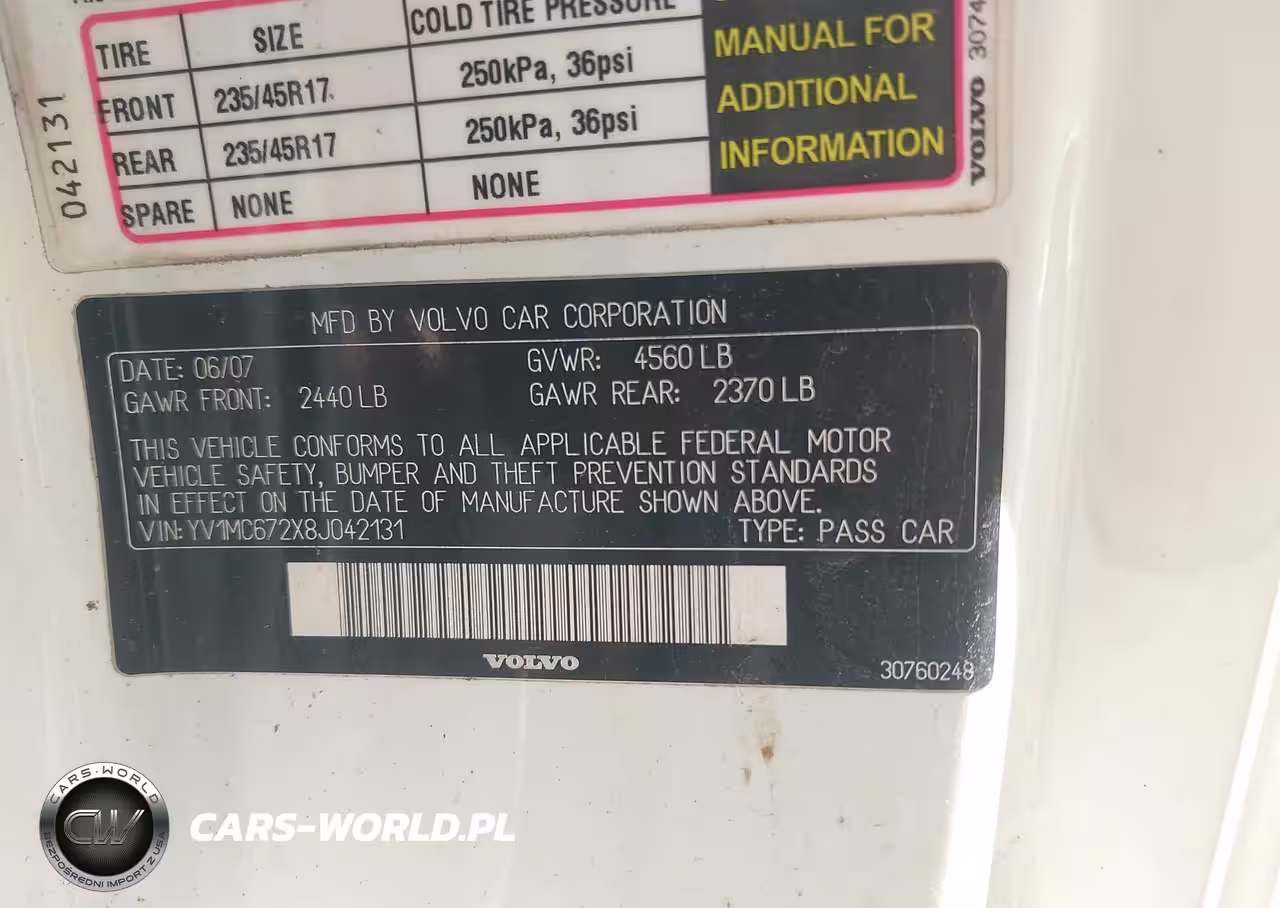 COLD TIRE PRESSURE
TIRE SIZE
FRONT 235/45R17 250kPa, 36psi
REAR 235/45R17 250kPa, 36psi
SPARE NONE NONE
MANUAL FOR
ADDITIONAL
INFORMATION
042131
VOLVO 3074
MFD BY VOLVO CAR CORPORATION
DATE: 06/07 GVWR: 4560 LB
GAWR FRONT: 2440 LB GAWR REAR: 2370 LB
THIS VEHICLE CONFORMS TO ALL APPLICABLE FEDERAL MOTOR
VEHICLE SAFETY, BUMPER AND THEFT PREVENTION STANDARDS
IN EFFECT ON THE DATE OF MANUFACTURE SHOWN ABOVE.
VIN: YV1MC672X8J042131 TYPE: PASS CAR
VOLVO
30760248
CARS-WORLD
CW
BEZPOŚREDNI IMPORT Z USA
CARS-WORLD.PL